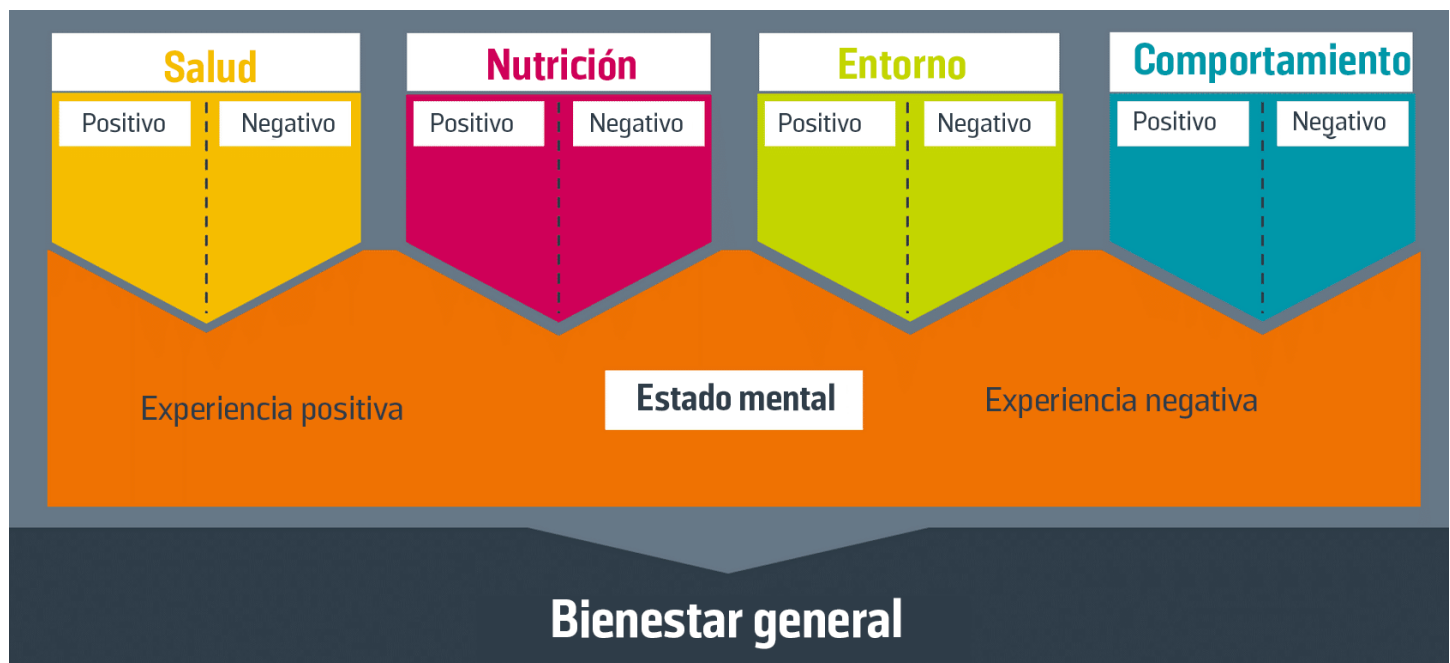 Salud
Nutrición
Entorno
Comportamiento
Positivo
Negativo
Positivo
Negativo
Positivo
Negativo
Positivo
Negativo
Experiencia positiva
Estado mental
Experiencia negativa
Bienestar general